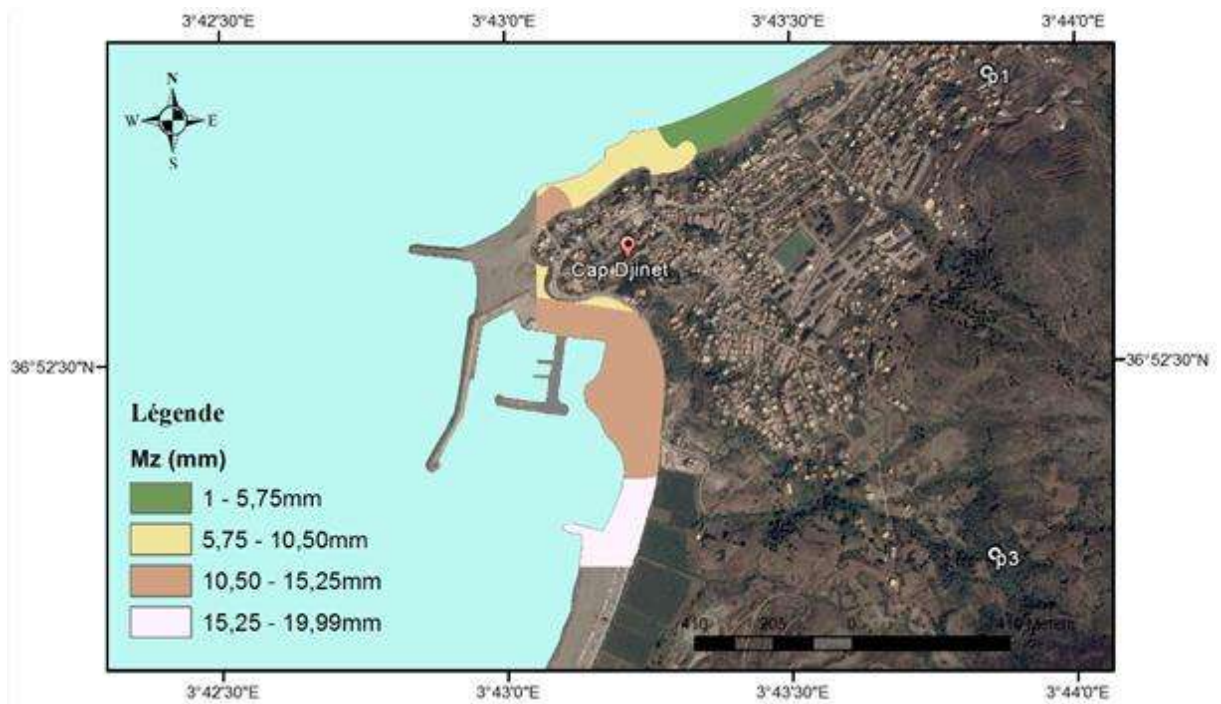 3°42'30"E 3°43'0"E 3°43'30"E 3°44'0"E
N
W E
S
p1
Cap Djinet
36°52'30"N 36°52'30"N
Légende
Mz (mm)
1 - 5,75mm
5,75 - 10,50mm
10,50 - 15,25mm
15,25 - 19,99mm
p3
410 205 0 410 Meters
3°42'30"E 3°43'0"E 3°43'30"E 3°44'0"E